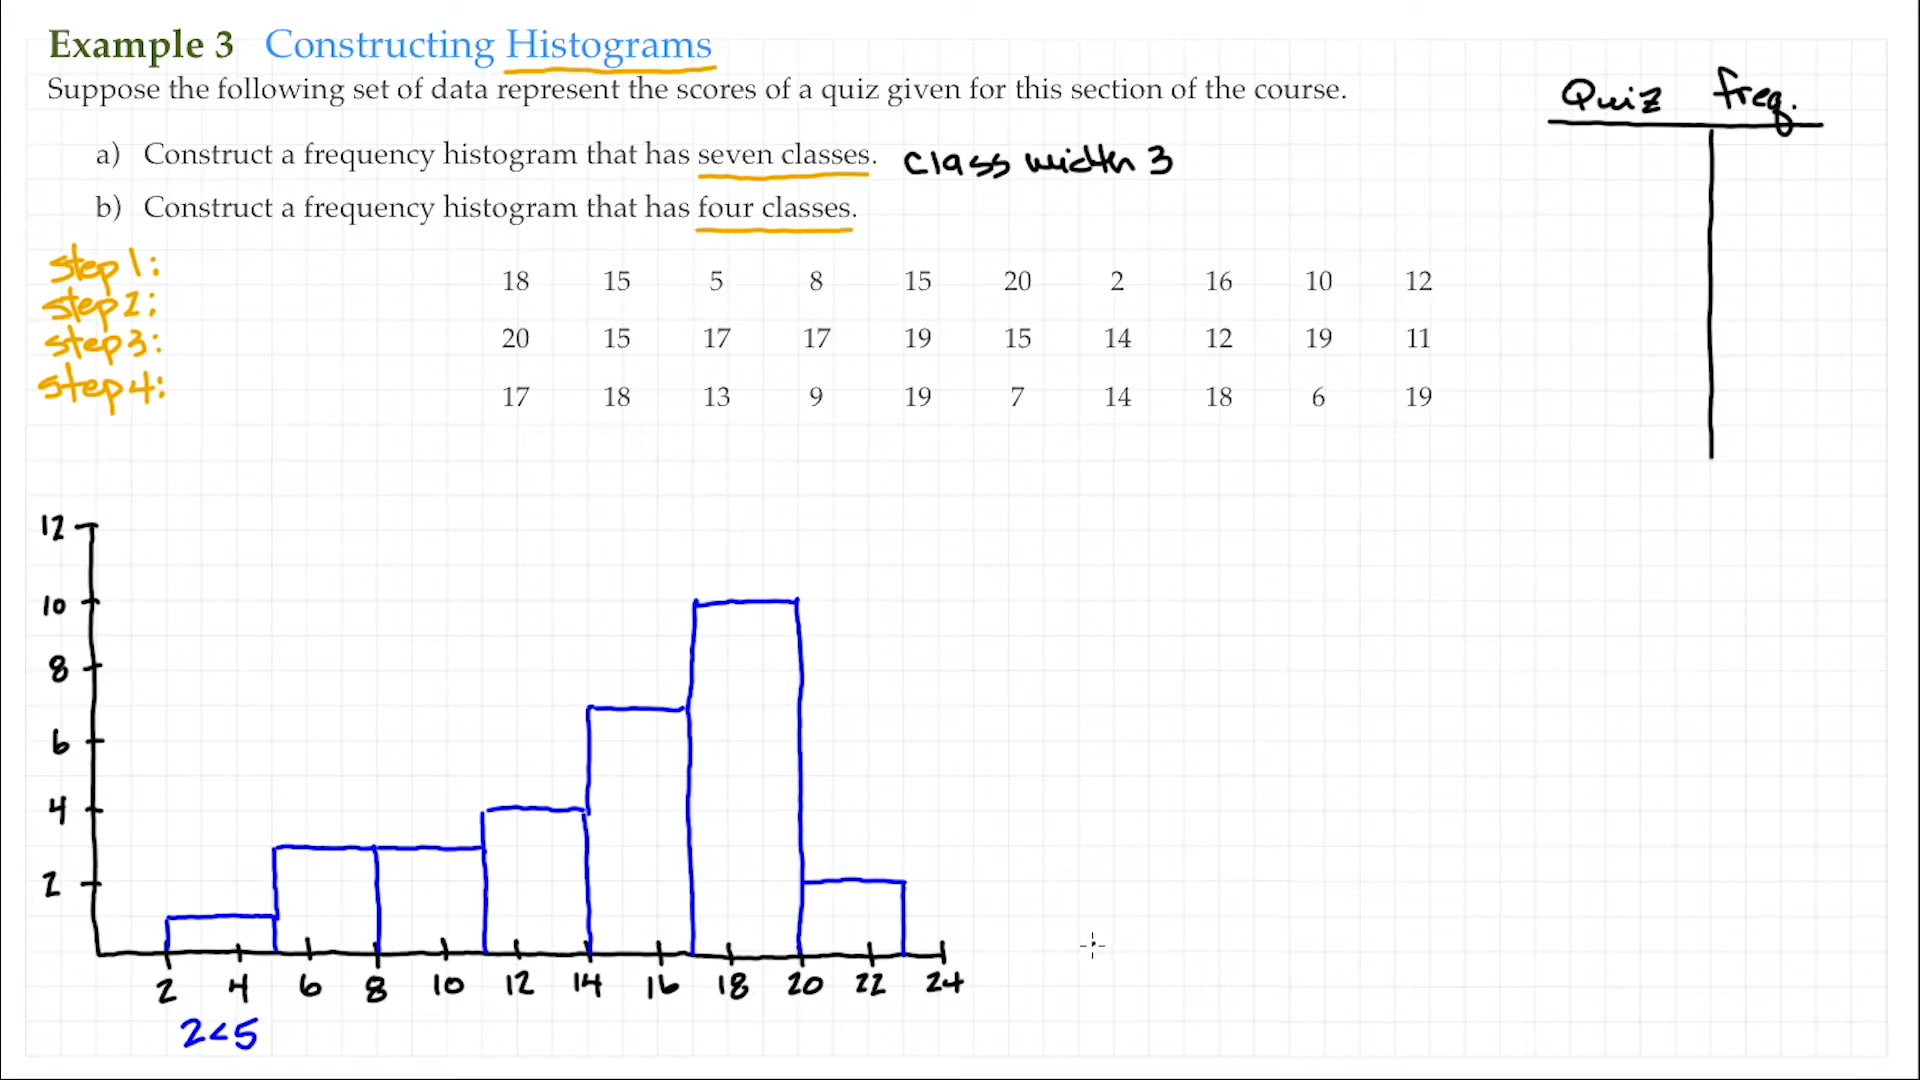 Example 3 Constructing Histograms
Suppose the following set of data represent the scores of a quiz given for this section of the course.
Quiz freq.
a) Construct a frequency histogram that has seven classes. class width 3
b) Construct a frequency histogram that has four classes.
step 1:
step 2:
step 3:
step 4:
18 15 5 8 15 20 2 16 10 12
20 15 17 17 19 15 14 12 19 11
17 18 13 9 19 7 14 18 6 19
12
10
8
6
4
2
2 4 6 8 10 12 14 16 18 20 22 24
2<5